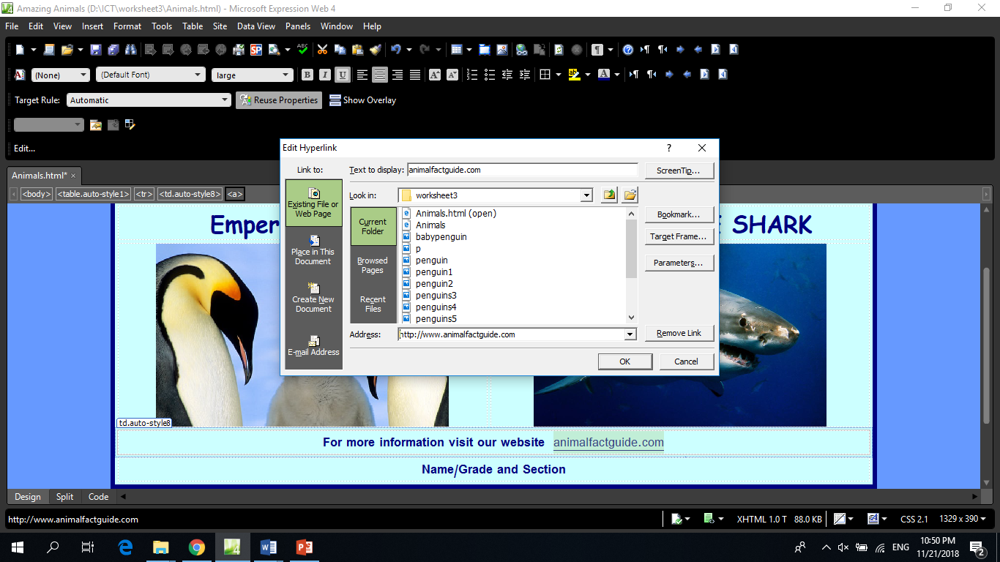 Amazing Animals (D:\ICT\worksheet3\Animals.html) - Microsoft Expression Web 4
File Edit View Insert Format Tools Table Site Data View Panels Window Help
(None) (Default Font) large B I U
Target Rule: Automatic Reuse Properties Show Overlay
Edit...
Animals.html*
<body> <table.auto-style1> <tr> <td.auto-style8> <a>
Edit Hyperlink
Link to:
Existing File or Web Page
Place in This Document
Create New Document
E-mail Address
Text to display: animalfactguide.com
ScreenTip...
Look in: worksheet3
Current Folder
Browsed Pages
Recent Files
Animals.html (open)
Animals
babypenguin
p
penguin
penguin1
penguin2
penguins3
penguins4
penguins5
Bookmark...
Target Frame...
Parameters...
Address: http://www.animalfactguide.com
Remove Link
OK Cancel
Emper
SHARK
td.auto-style8
For more information visit our website animalfactguide.com
Name/Grade and Section
Design Split Code
http://www.animalfactguide.com
XHTML 1.0 T 88.0 KB CSS 2.1 1329 x 390
ENG
10:50 PM
11/21/2018
2